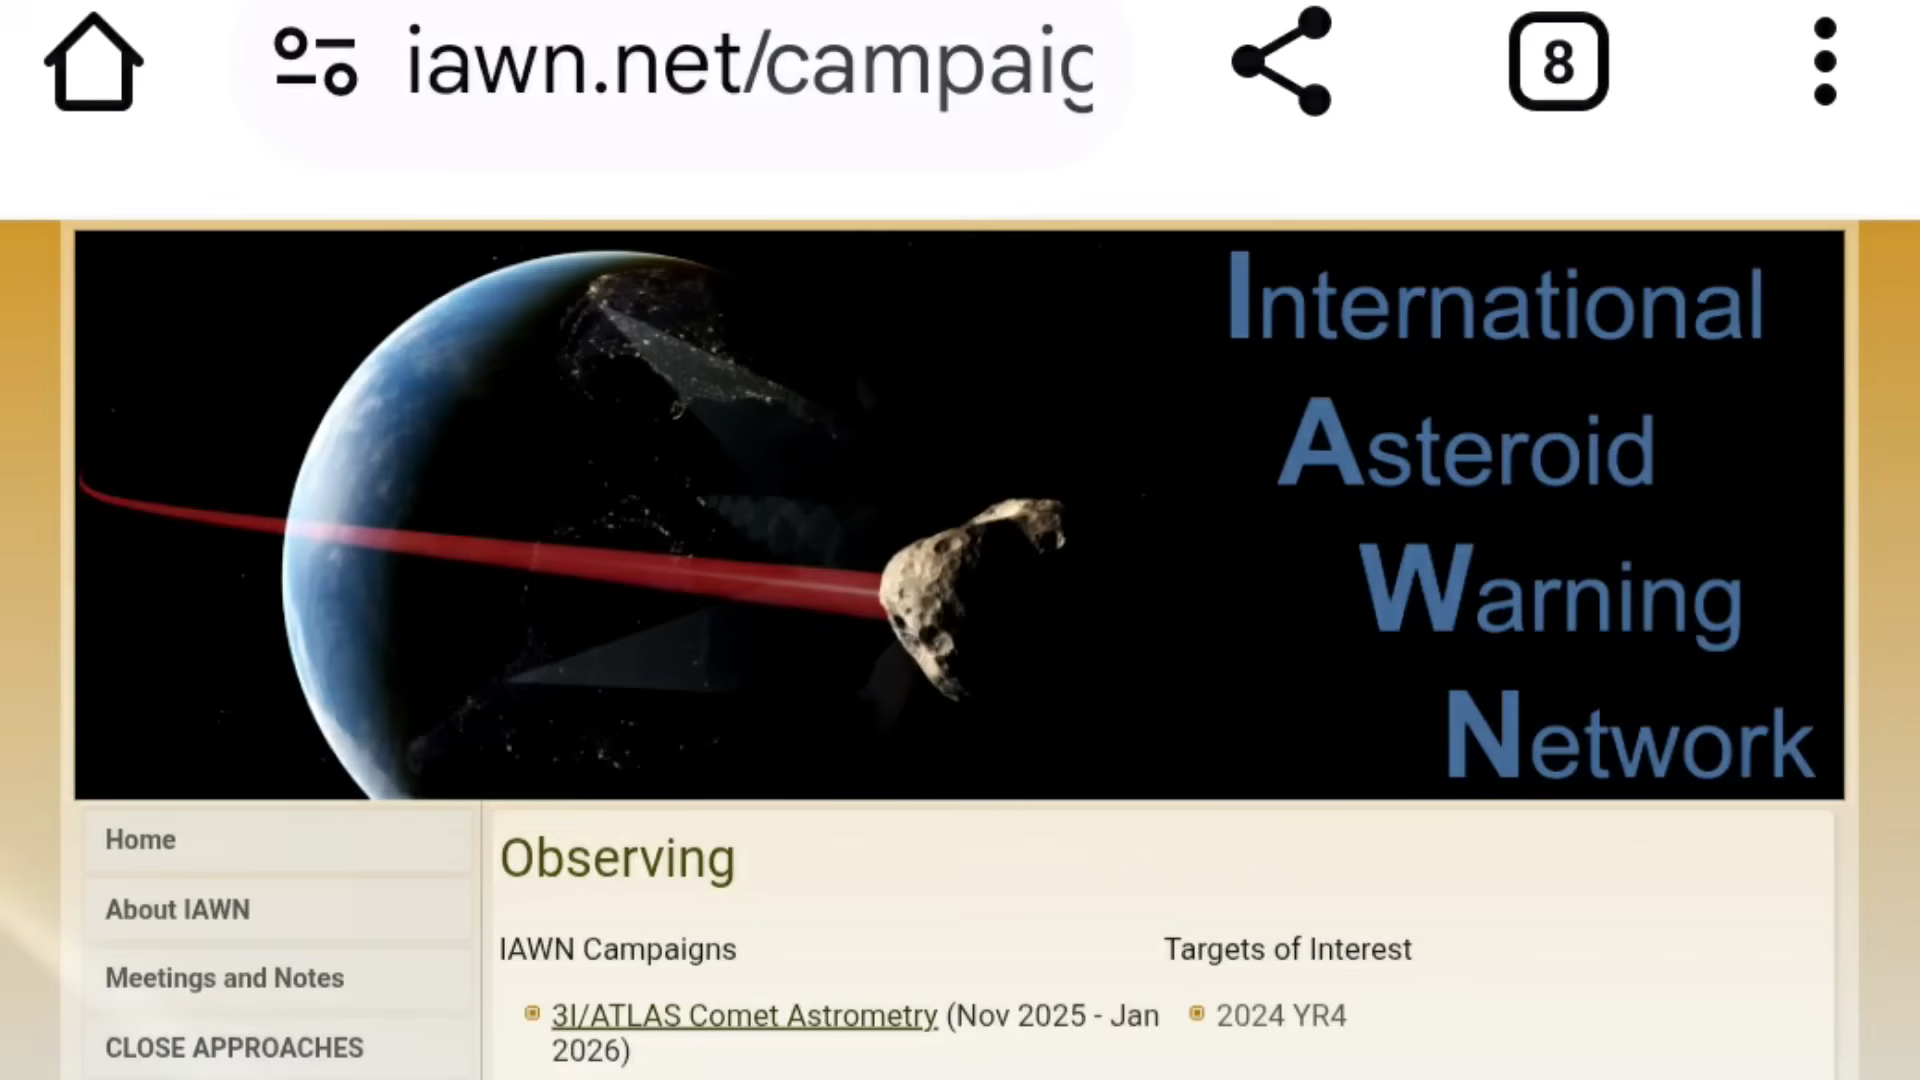 iawn.net/campaig
8
International
Asteroid
Warning
Network
Home
About IAWN
Meetings and Notes
CLOSE APPROACHES
Observing
IAWN Campaigns
3I/ATLAS Comet Astrometry (Nov 2025 - Jan
2026)
Targets of Interest
2024 YR4